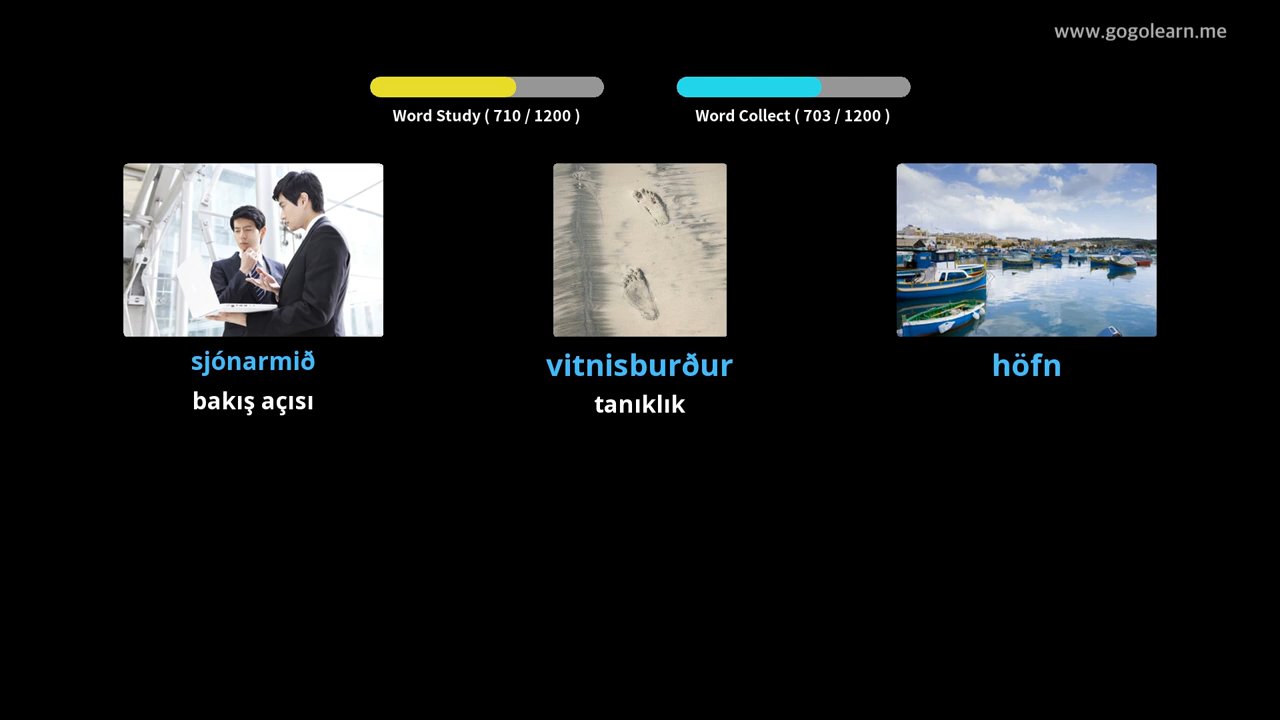 www.gogolearn.me
Word Study ( 710 / 1200 )
Word Collect ( 703 / 1200 )
sjónarmið
bakış açısı
vitnisburður
tanıklık
höfn